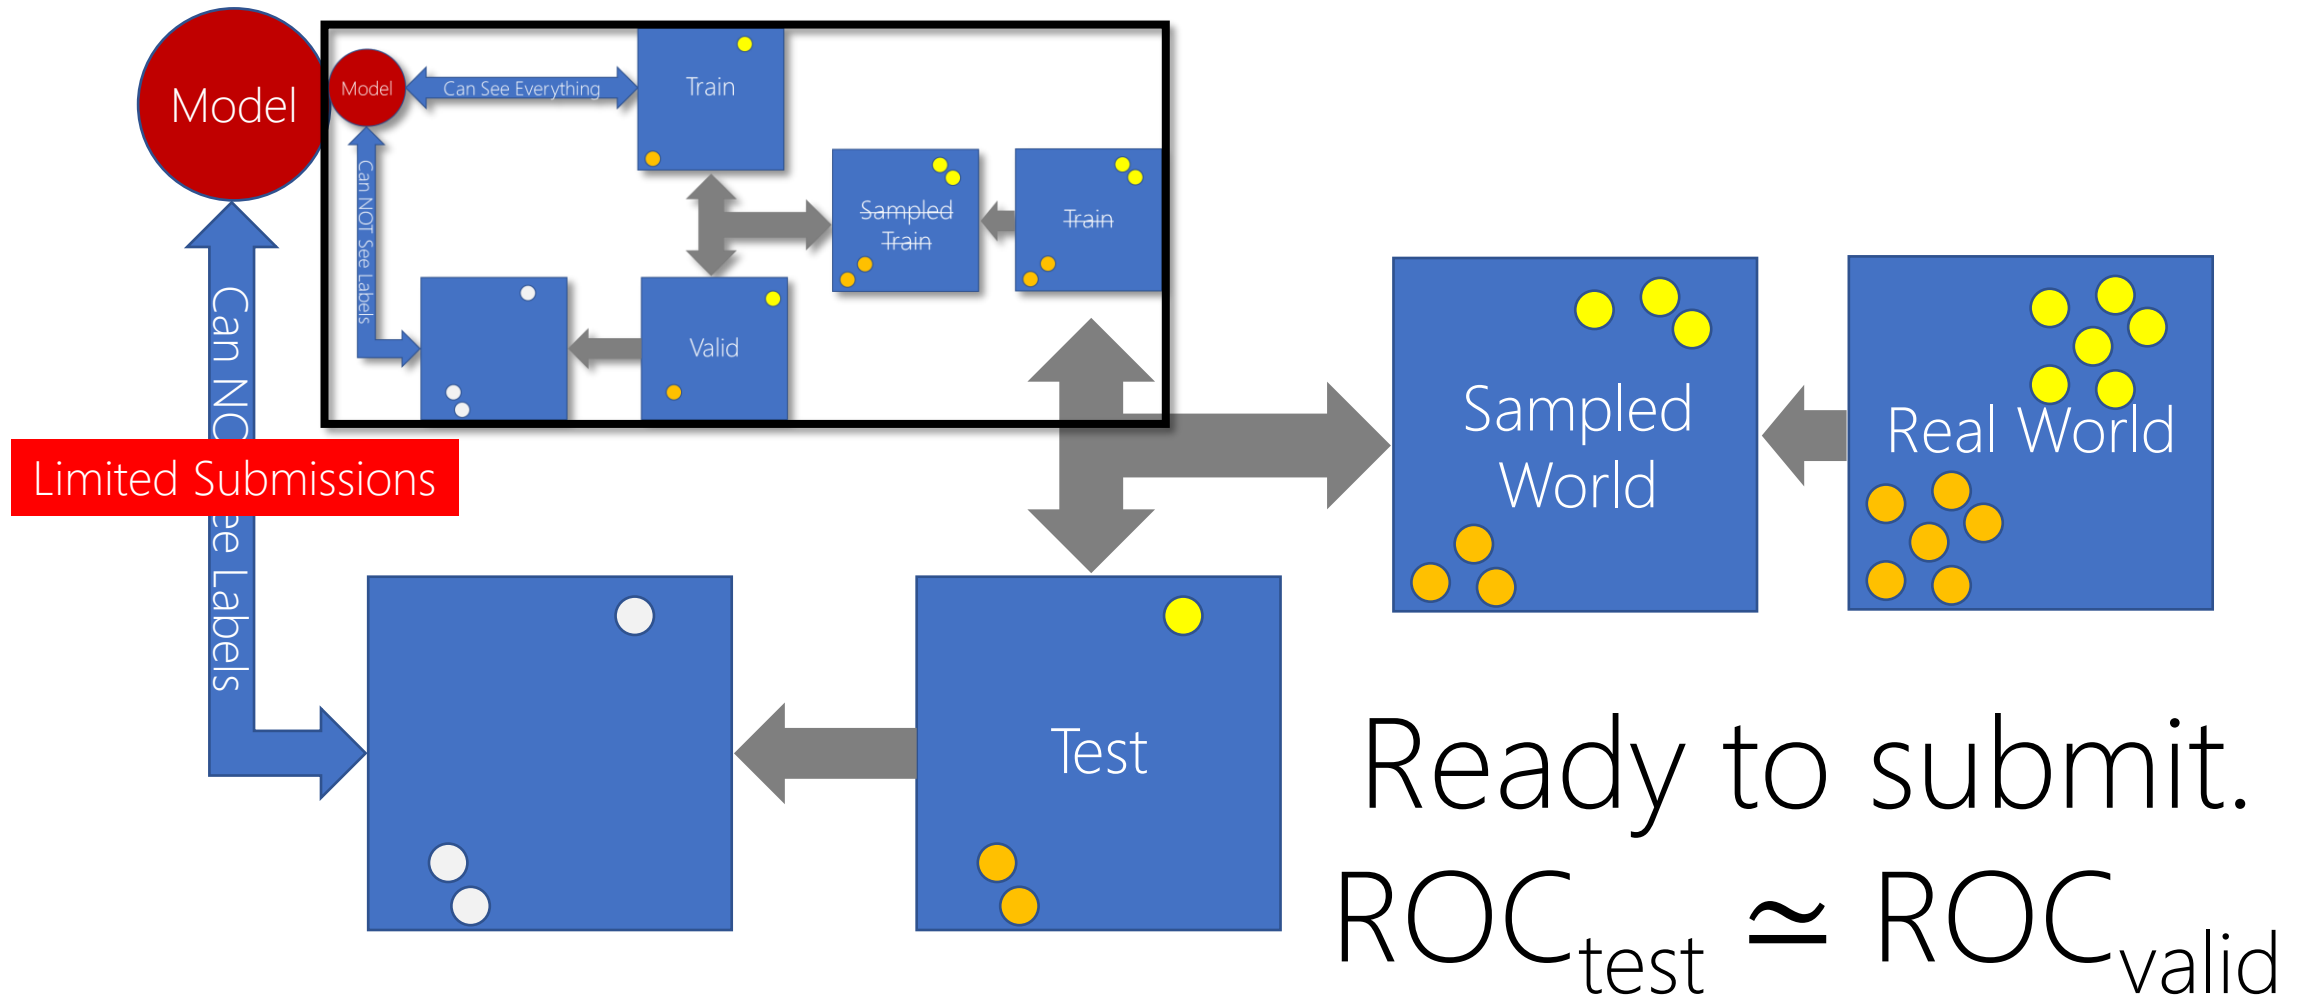 Model
Model
Can See Everything
Train
Can NOT See Labels
Sampled
Train
Train
Valid
Can NO
ee Labels
Limited Submissions
Sampled
World
Real World
Test
Ready to submit.
ROCtest ≃ ROCvalid